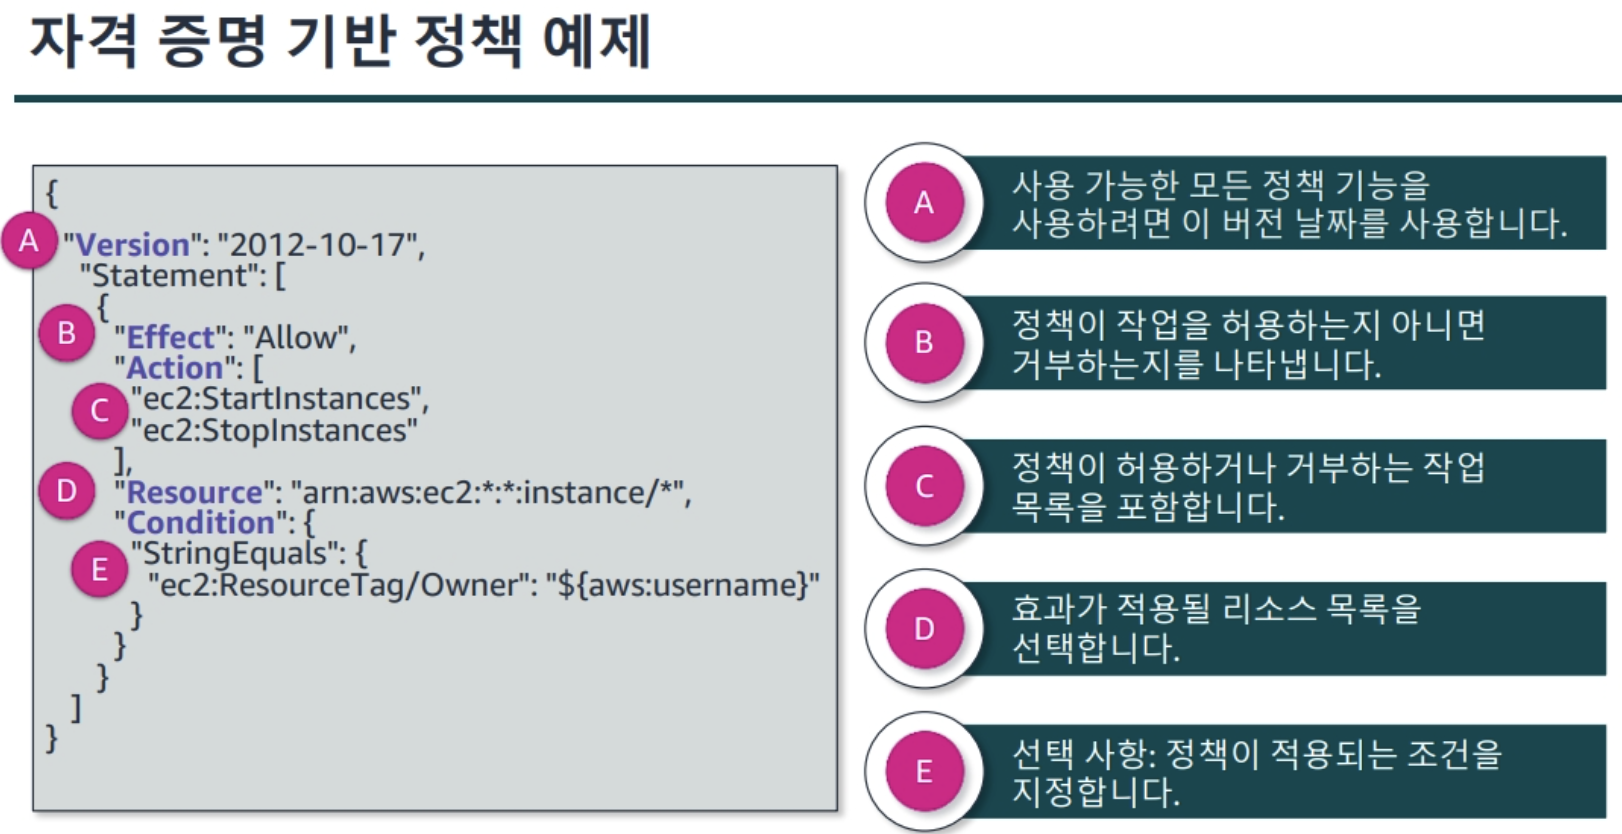 자격 증명 기반 정책 예제
{
A
"Version": "2012-10-17",
"Statement": [
{
B
"Effect": "Allow",
"Action": [
C
"ec2:StartInstances",
"ec2:StopInstances"
],
D
"Resource": "arn:aws:ec2:*:*:instance/*",
"Condition": {
E
"StringEquals": {
"ec2:ResourceTag/Owner": "${aws:username}"
}
}
}
]
}
A
사용 가능한 모든 정책 기능을
사용하려면 이 버전 날짜를 사용합니다.
B
정책이 작업을 허용하는지 아니면
거부하는지를 나타냅니다.
C
정책이 허용하거나 거부하는 작업
목록을 포함합니다.
D
효과가 적용될 리소스 목록을
선택합니다.
E
선택 사항: 정책이 적용되는 조건을
지정합니다.